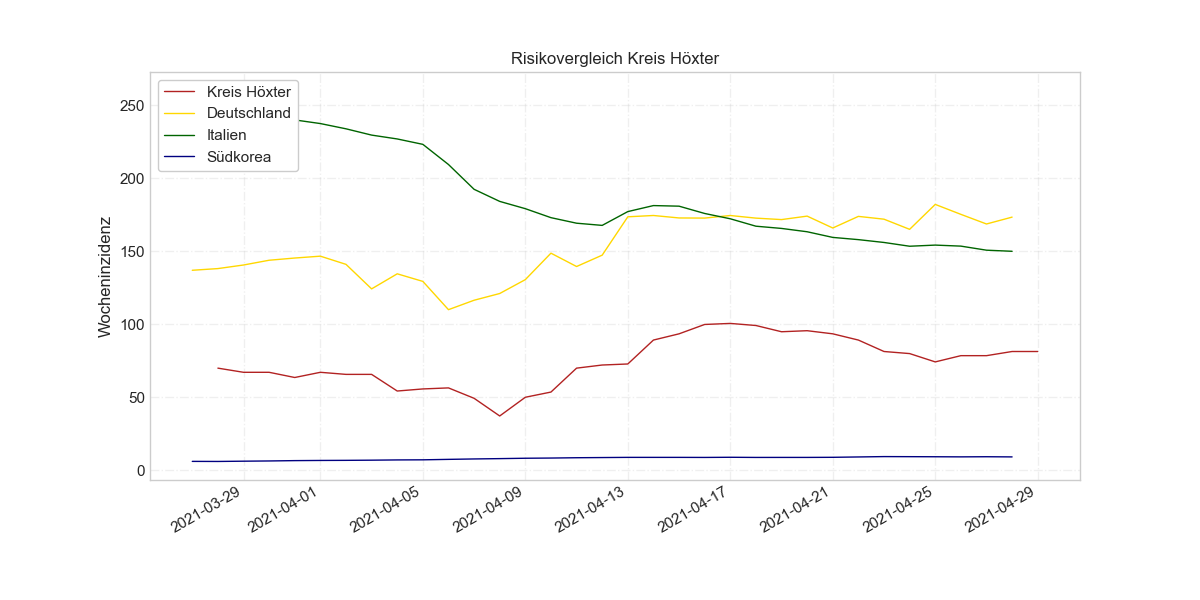 Risikovergleich Kreis Höxter
Kreis Höxter
Deutschland
Italien
Südkorea
Wocheninzidenz
250
200
150
100
50
0
2021-03-29
2021-04-01
2021-04-05
2021-04-09
2021-04-13
2021-04-17
2021-04-21
2021-04-25
2021-04-29